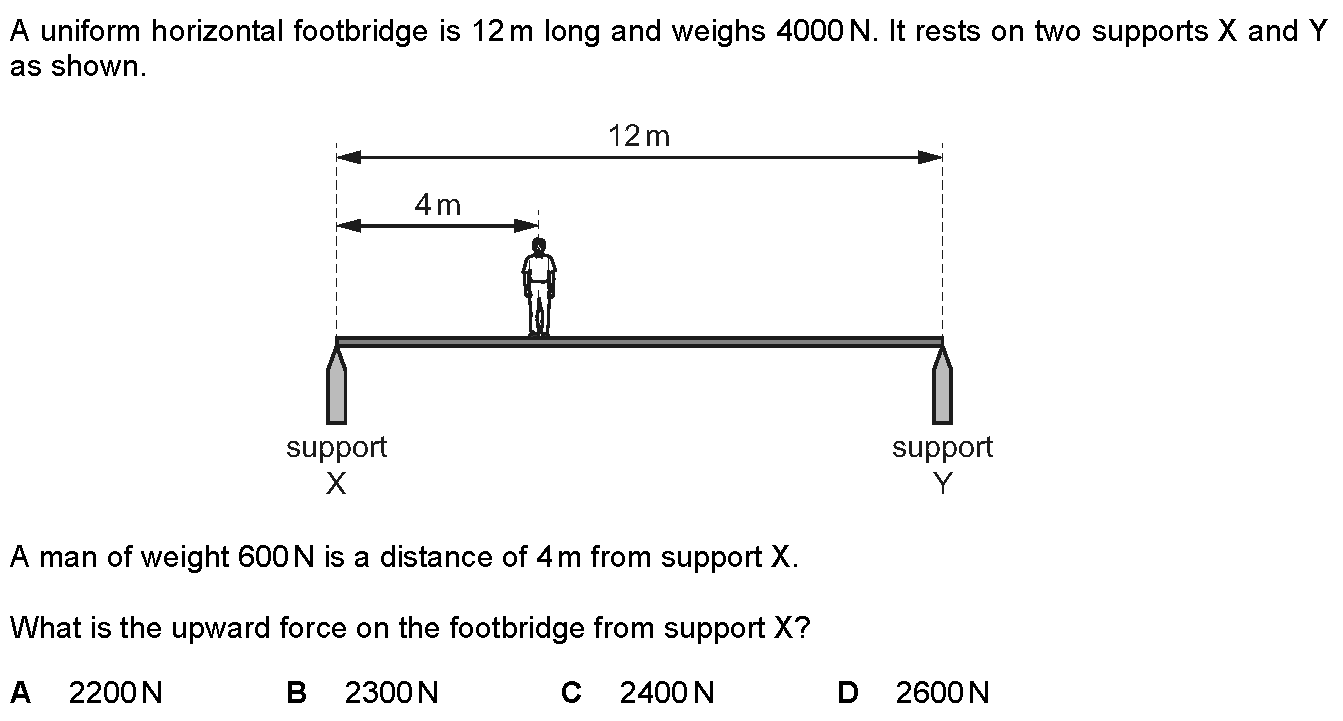 A uniform horizontal footbridge is 12 m long and weighs 4000 N. It rests on two supports X and Y
as shown.
12 m
4 m
support
X
support
Y
A man of weight 600 N is a distance of 4 m from support X.
What is the upward force on the footbridge from support X?
A 2200 N B 2300 N C 2400 N D 2600 N